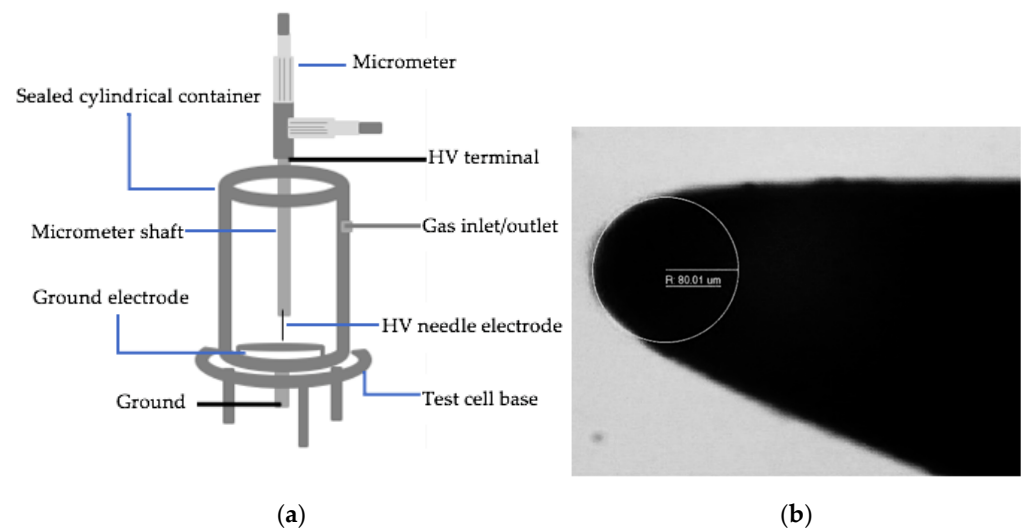 Micrometer
Sealed cylindrical container
HV terminal
Micrometer shaft
Gas inlet/outlet
Ground electrode
HV needle electrode
Ground
Test cell base
R: 80.01 um
(a)
(b)